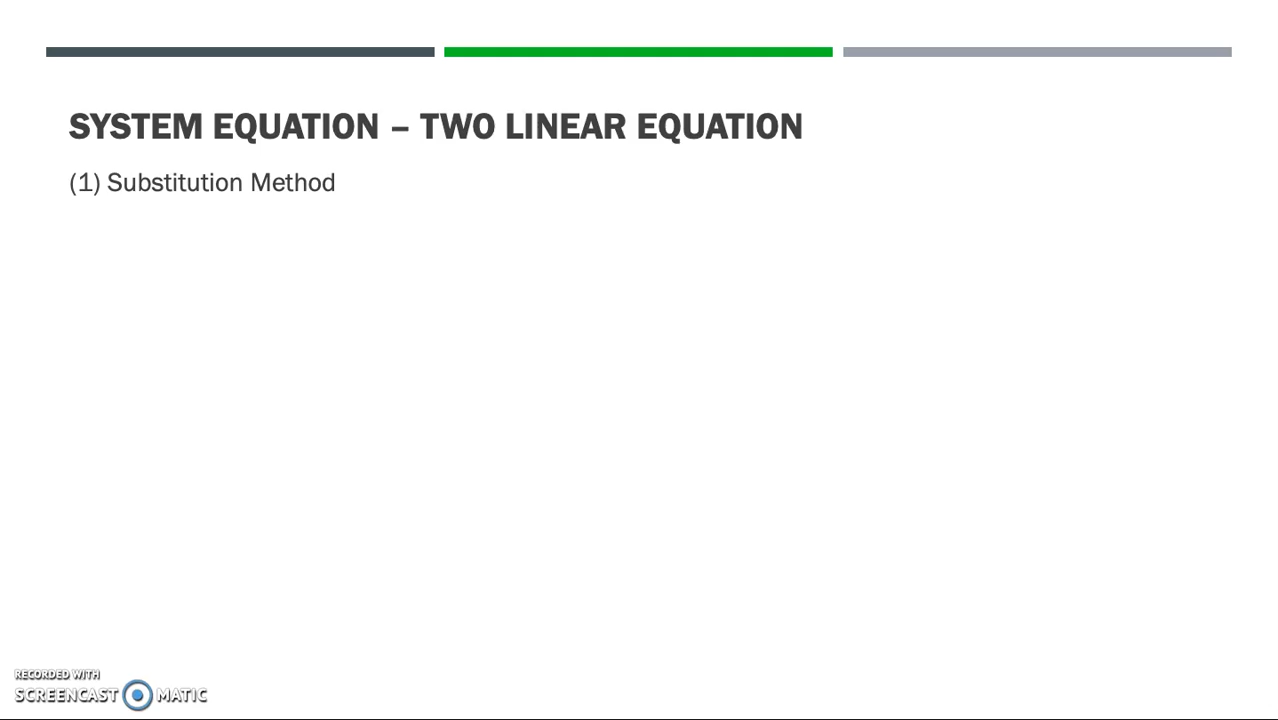 SYSTEM EQUATION – TWO LINEAR EQUATION
(1) Substitution Method
RECORDED WITH
SCREENCAST MATIC